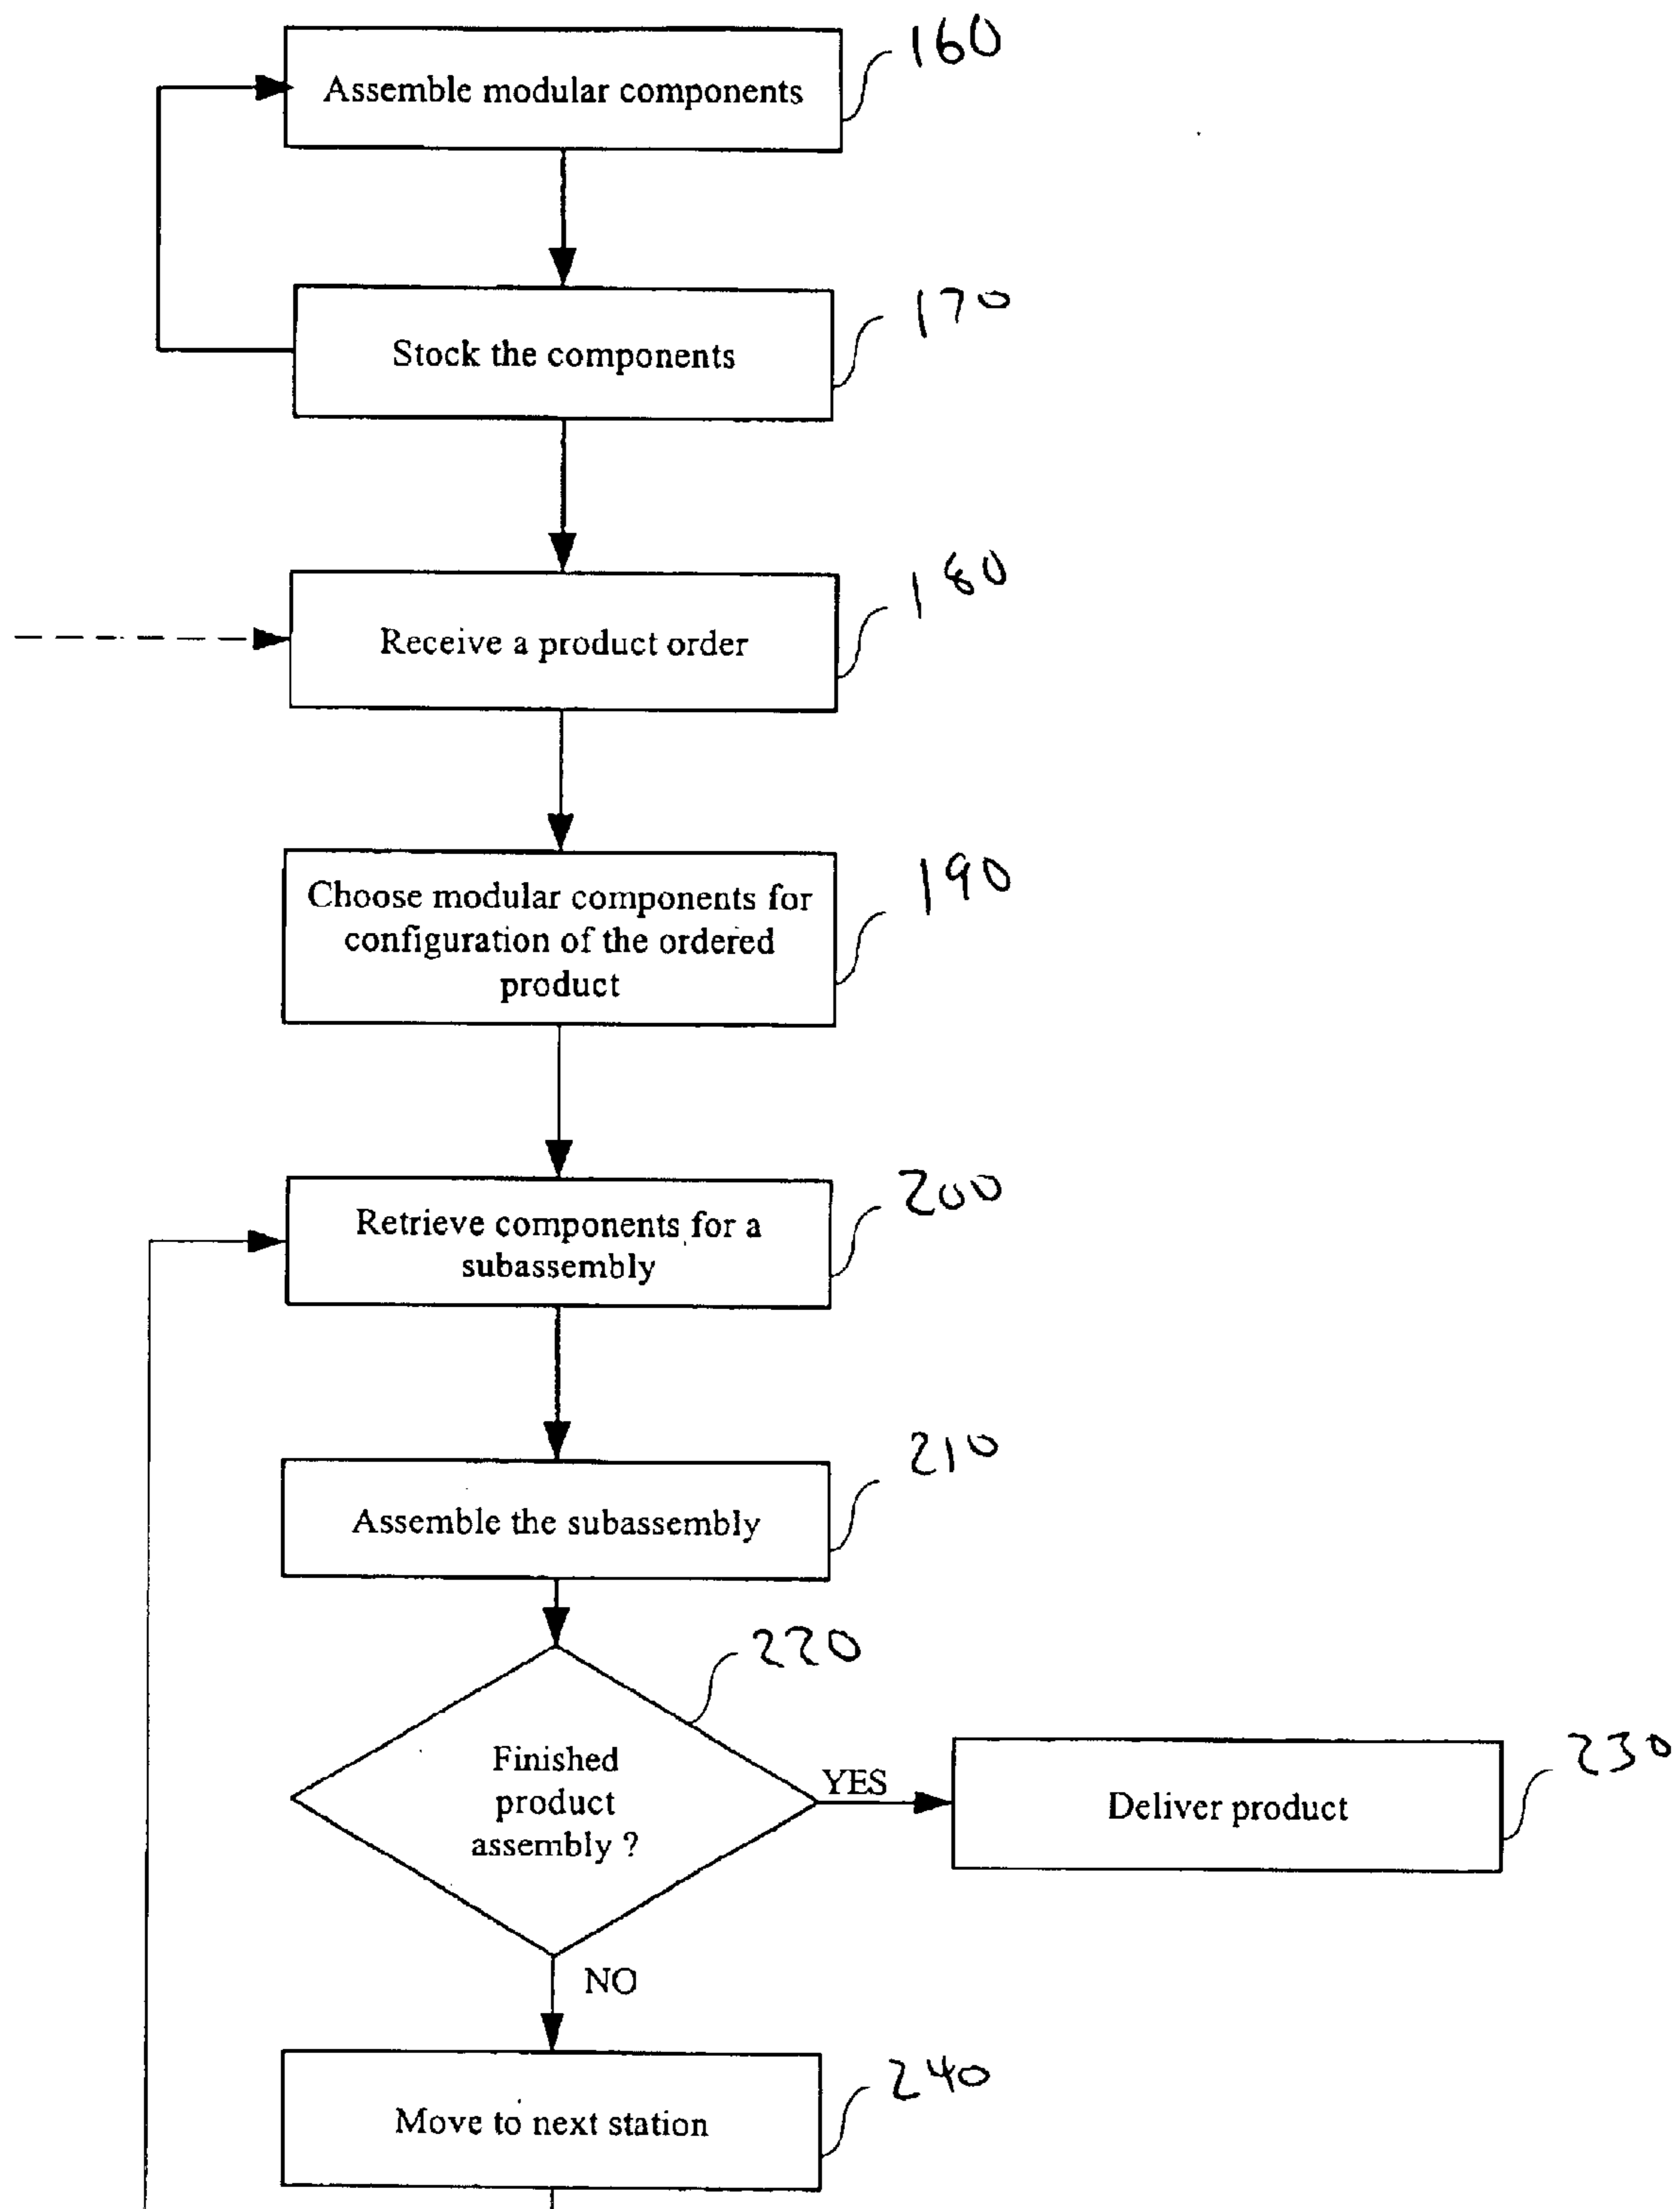 160
Assemble modular components
170
Stock the components
180
Receive a product order
190
Choose modular components for
configuration of the ordered
product
200
Retrieve components for a
subassembly
210
Assemble the subassembly
220
Finished
product
assembly ?
YES
230
Deliver product
NO
240
Move to next station